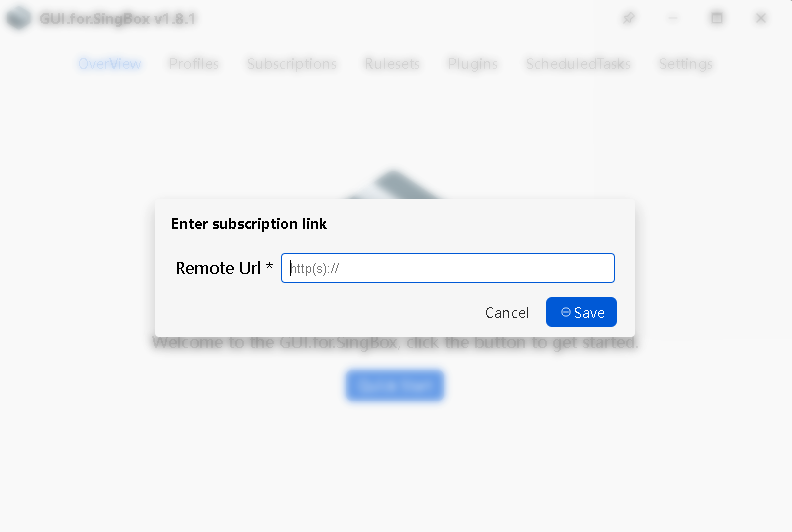 GUI.for.SingBox v1.8.1
OverView Profiles Subscriptions Rulesets Plugins ScheduledTasks Settings
Enter subscription link
Remote Url * http(s)://
Cancel Save
Welcome to the GUI.for.SingBox, click the button to get started.
Quick Start